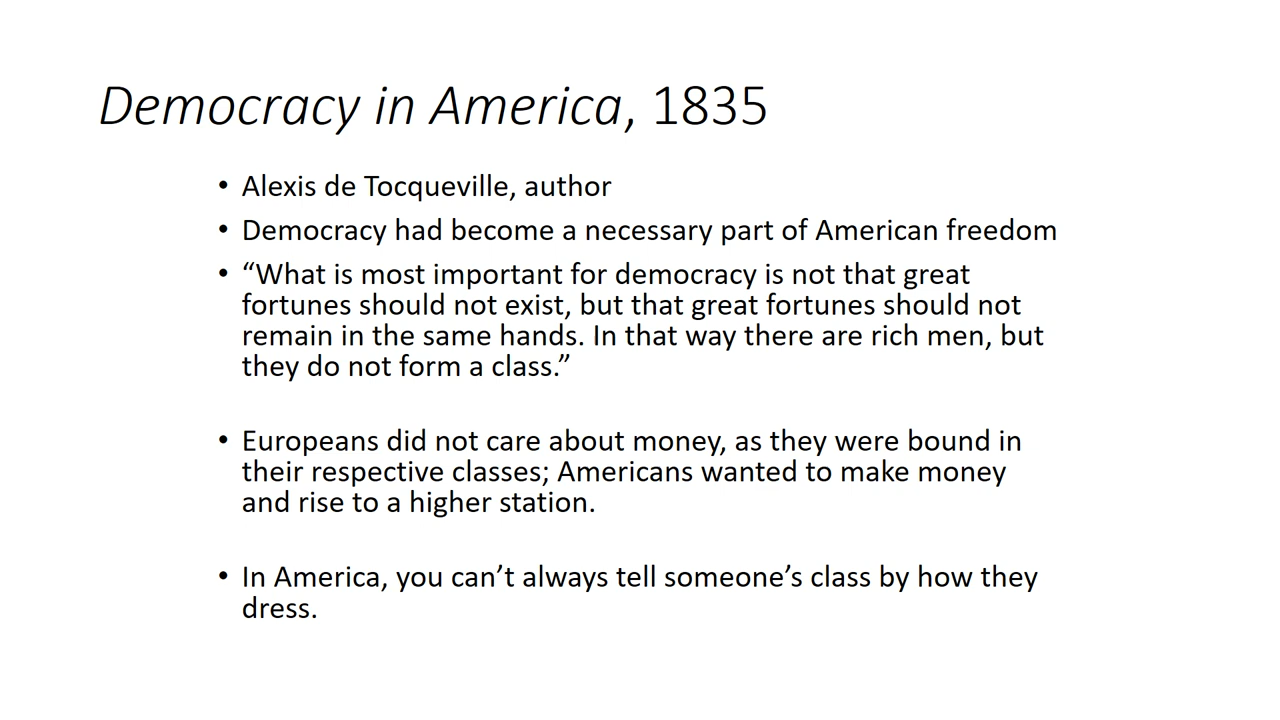 Democracy in America, 1835
• Alexis de Tocqueville, author
• Democracy had become a necessary part of American freedom
• “What is most important for democracy is not that great
fortunes should not exist, but that great fortunes should not
remain in the same hands. In that way there are rich men, but
they do not form a class.”
• Europeans did not care about money, as they were bound in
their respective classes; Americans wanted to make money
and rise to a higher station.
• In America, you can’t always tell someone’s class by how they
dress.